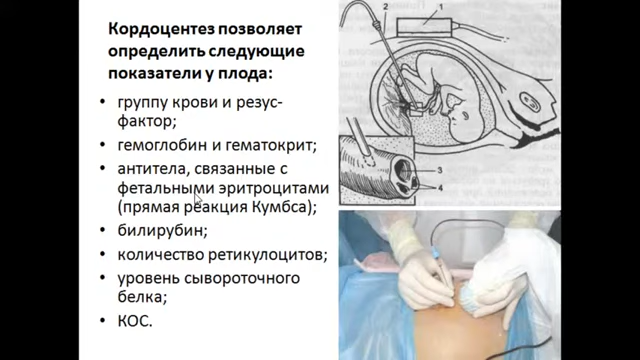 Кордоцентез позволяет
определить следующие
показатели у плода:
• группу крови и резус-
фактор;
• гемоглобин и гематокрит;
• антитела, связанные с
фетальными эритроцитами
(прямая реакция Кумбса);
• билирубин;
• количество ретикулоцитов;
• уровень сывороточного
белка;
• КОС.
2
1
3
4